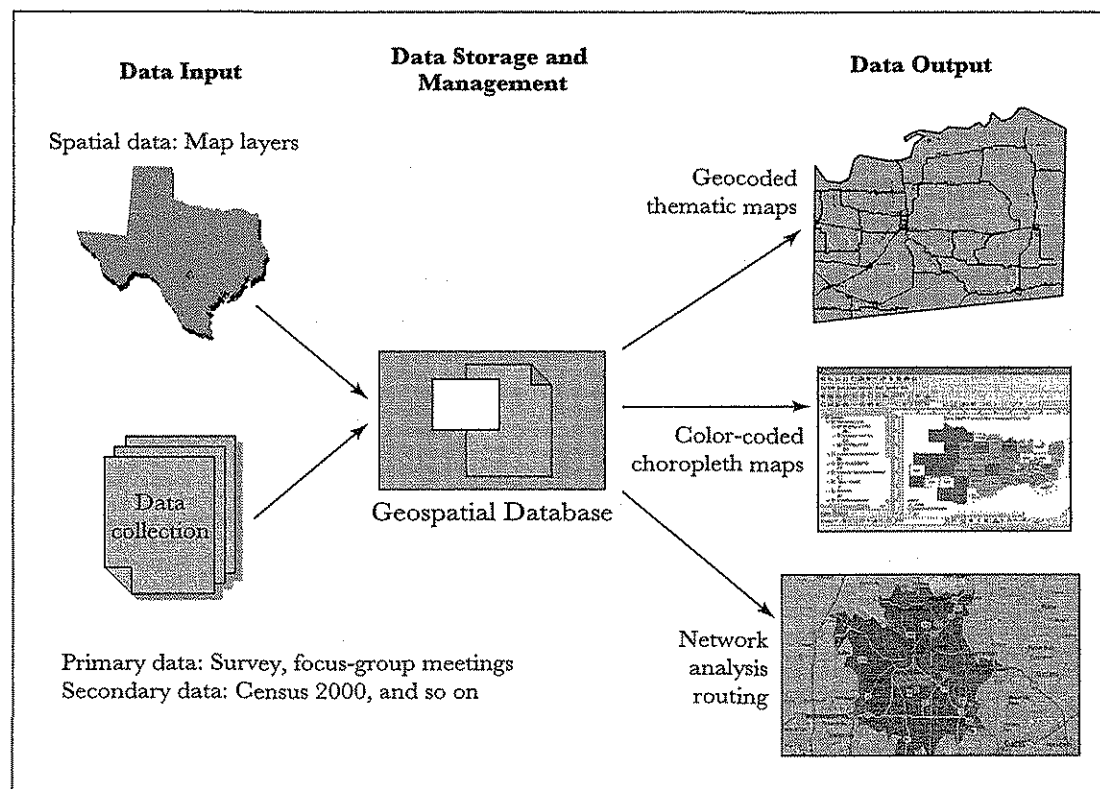 Data Input
Data Storage and
Management
Data Output
Spatial data: Map layers
Geocoded
thematic maps
Data
collection
Geospatial Database
Color-coded
choropleth maps
Primary data: Survey, focus-group meetings
Secondary data: Census 2000, and so on
Network
analysis
routing